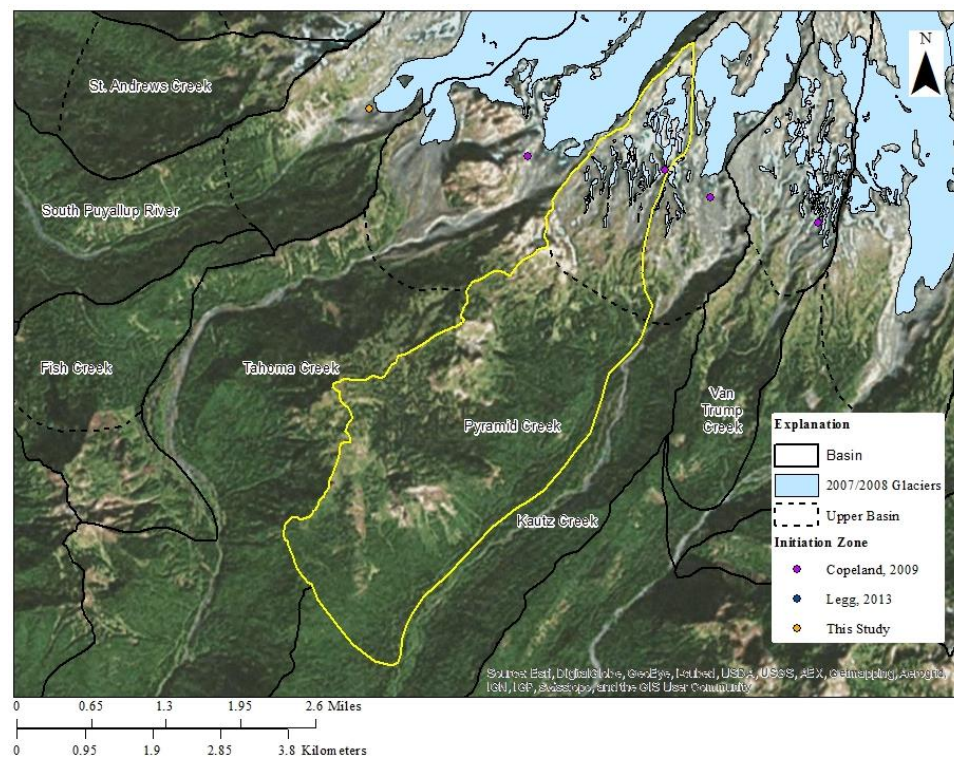 N
St. Andrews Creek
South Puyallup River
Fish Creek
Tahoma Creek
Pyramid Creek
Van
Trump
Creek
Kautz Creek
Explanation
Basin
2007/2008 Glaciers
Upper Basin
Initiation Zone
Copeland, 2009
Legg, 2013
This Study
Source: Esri, DigitalGlobe, GeoEye, i-cubed, USDA, USGS, AEX, Getmapping, Aerogrid,
IGN, IGP, swisstopo, and the GIS User Community
0 0.65 1.3 1.95 2.6 Miles
0 0.95 1.9 2.85 3.8 Kilometers